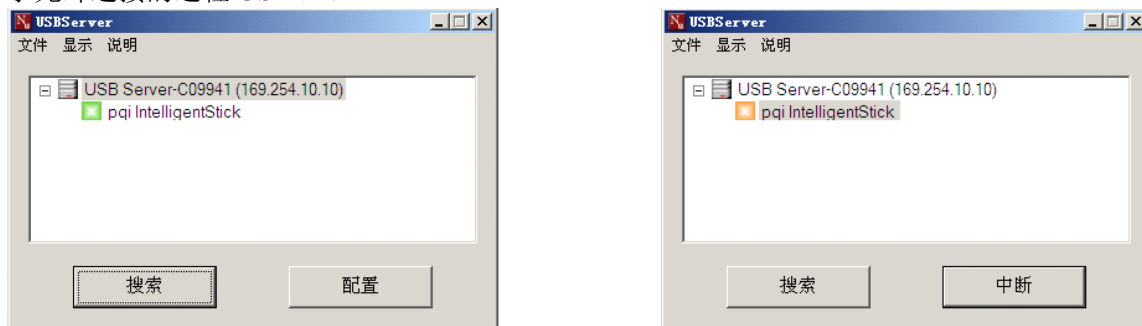 USBServer
文件 显示 说明
USB Server-C09941 (169.254.10.10)
pqi IntelligentStick
搜索
配置
USBServer
文件 显示 说明
USB Server-C09941 (169.254.10.10)
pqi IntelligentStick
搜索
中断